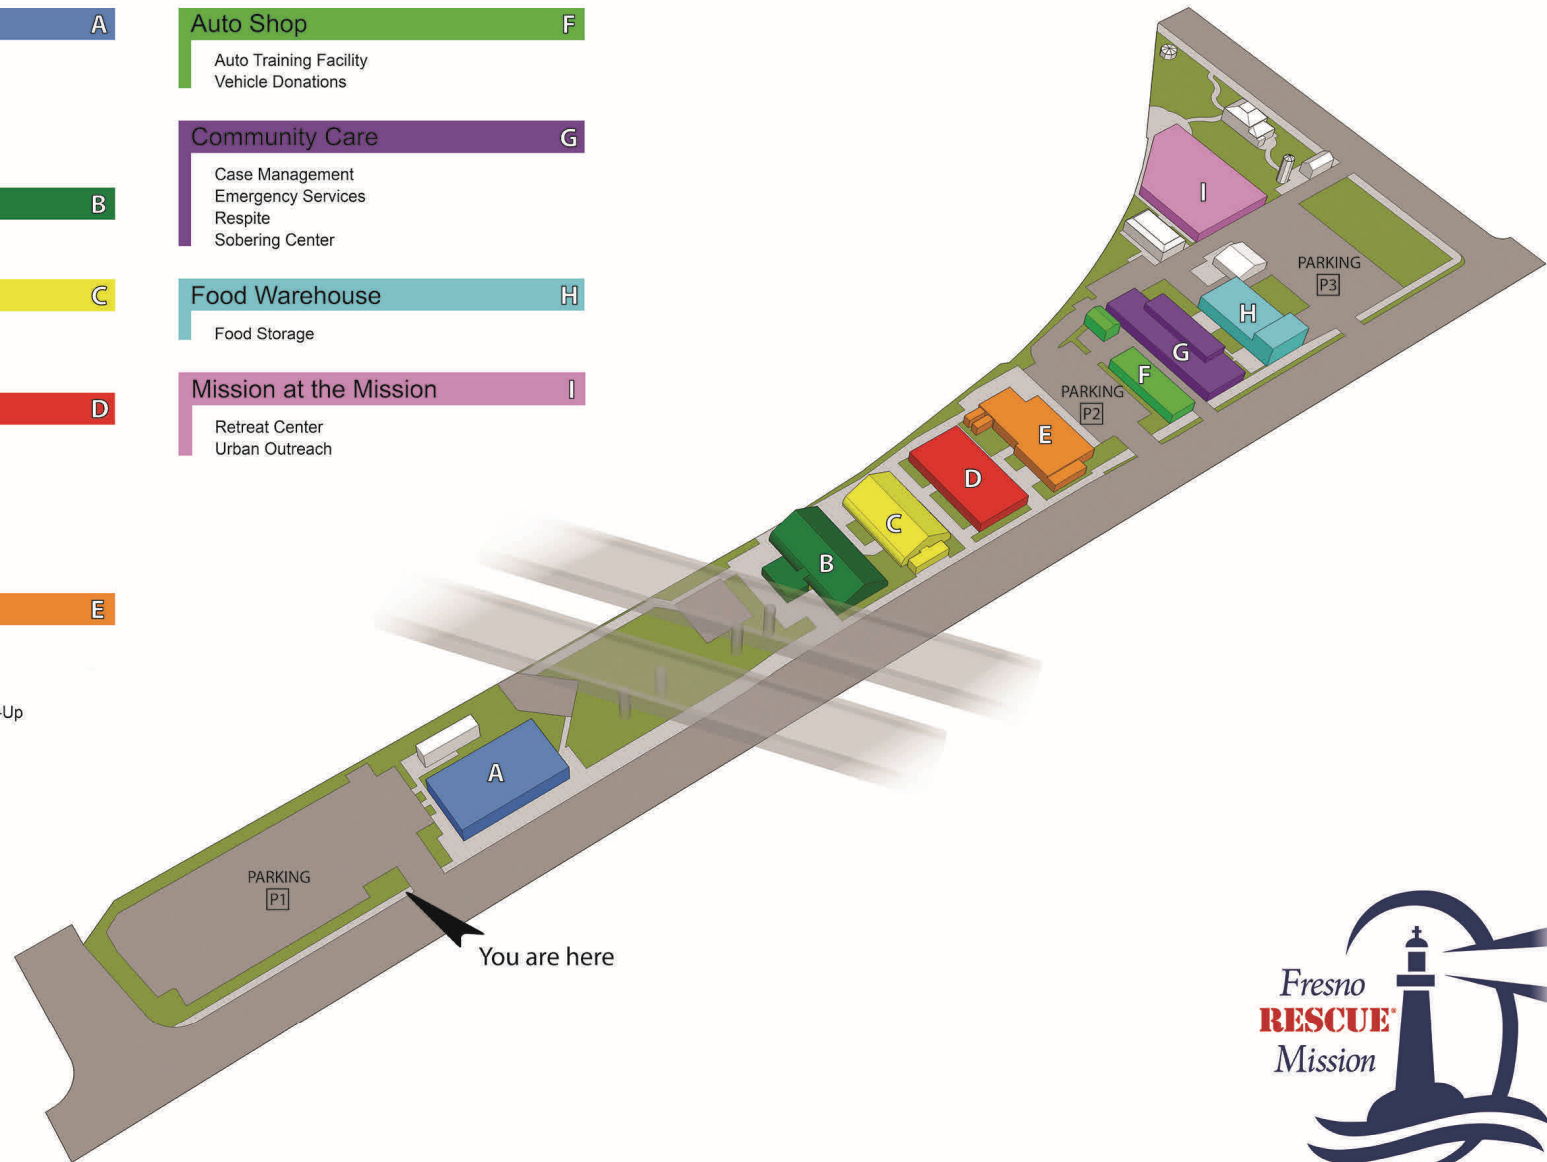 A
B
C
D
E
-Up
Auto Shop F
Auto Training Facility
Vehicle Donations
Community Care G
Case Management
Emergency Services
Respite
Sobering Center
Food Warehouse H
Food Storage
Mission at the Mission I
Retreat Center
Urban Outreach
I
PARKING
P3
H
G
F
PARKING
P2
E
D
C
B
A
PARKING
P1
You are here
Fresno
RESCUE®
Mission